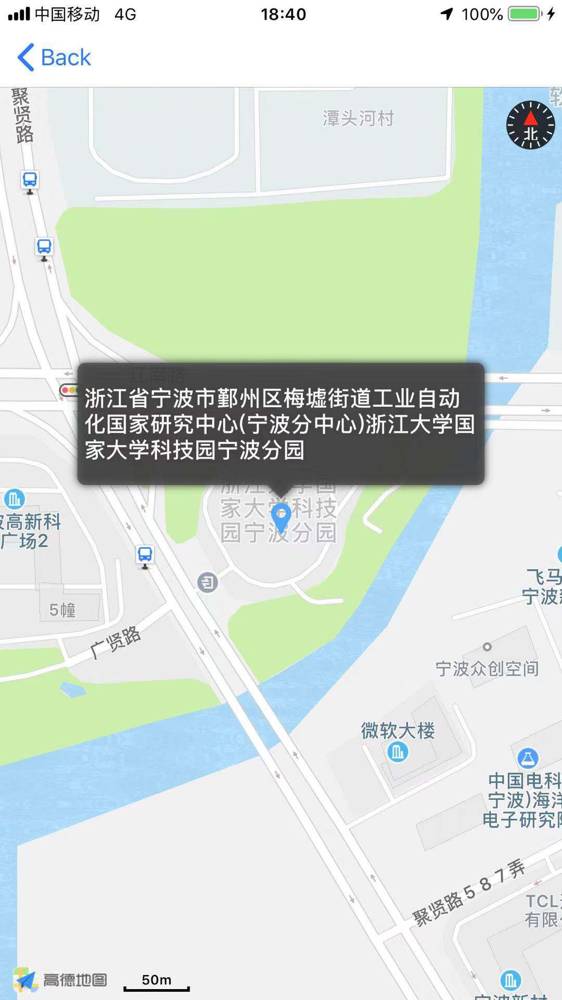 中国移动 4G 18:40 100%
Back
聚贤路
潭头河村
北
江南路
浙江省宁波市鄞州区梅墟街道工业自动
化国家研究中心(宁波分中心)浙江大学国
家大学科技园宁波分园
浙江大学国
家大学科技
园宁波分园
高新科
广场2
飞马
宁波
5幢
广贤路
宁波众创空间
微软大楼
中国电科
宁波)海洋
电子研究院
聚贤路587弄
TCL
有限
高德地图
50m
宁波新材